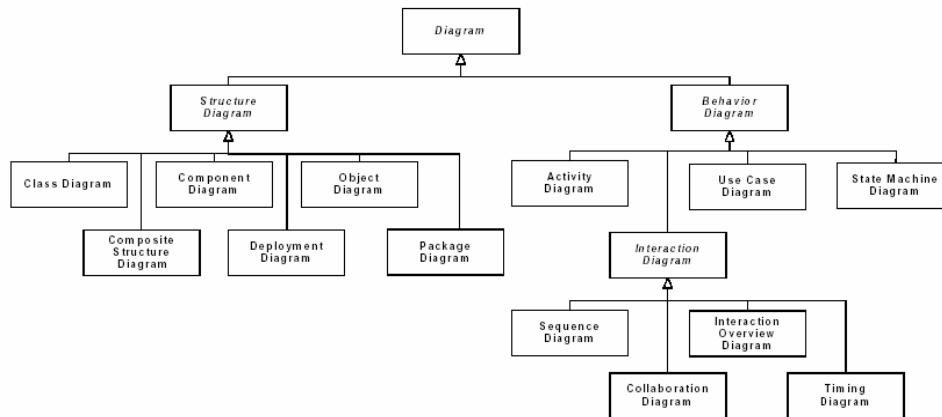 Diagram
Structure
Diagram
Behavior
Diagram
Class Diagram
Component
Diagram
Object
Diagram
Activity
Diagram
Use Case
Diagram
State Machine
Diagram
Composite
Structure
Diagram
Deployment
Diagram
Package
Diagram
Interaction
Diagram
Sequence
Diagram
Interaction
Overview
Diagram
Collaboration
Diagram
Timing
Diagram